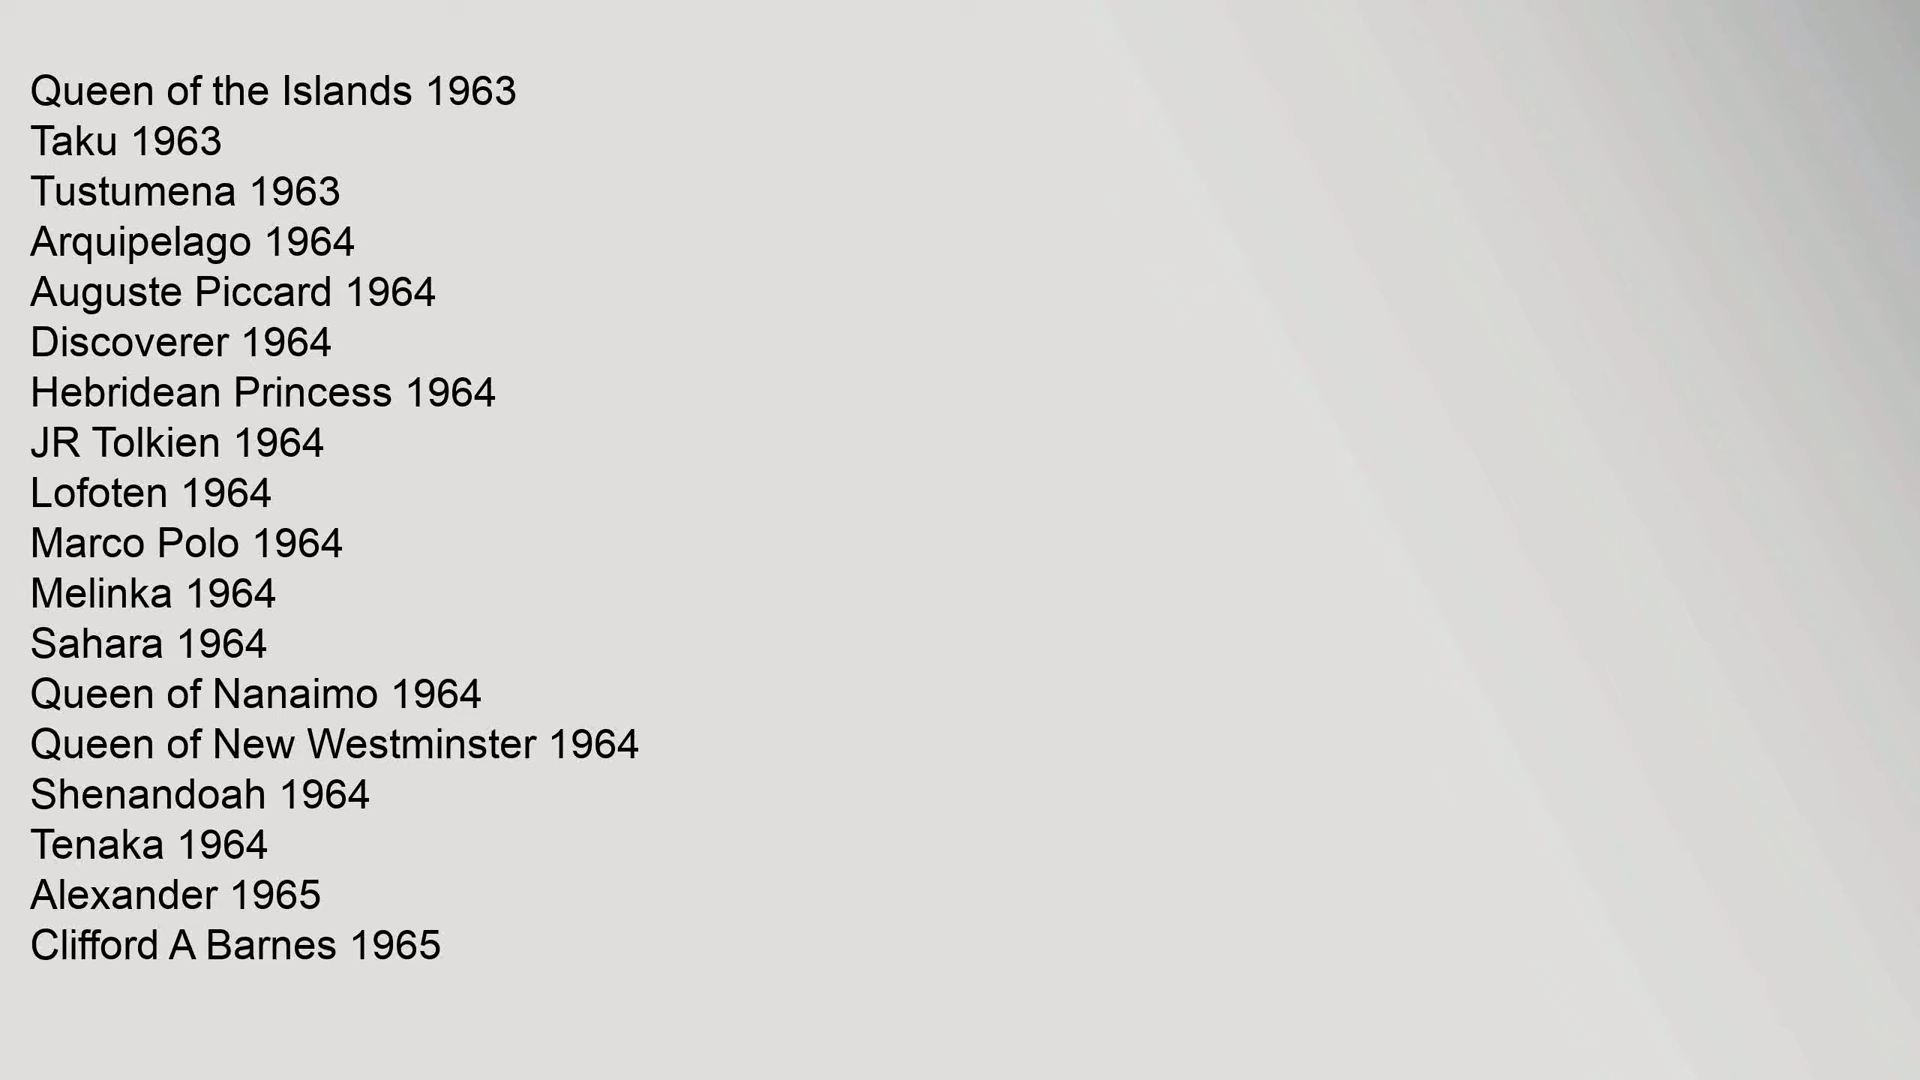 Queen of the Islands 1963
Taku 1963
Tustumena 1963
Arquipelago 1964
Auguste Piccard 1964
Discoverer 1964
Hebridean Princess 1964
JR Tolkien 1964
Lofoten 1964
Marco Polo 1964
Melinka 1964
Sahara 1964
Queen of Nanaimo 1964
Queen of New Westminster 1964
Shenandoah 1964
Tenaka 1964
Alexander 1965
Clifford A Barnes 1965